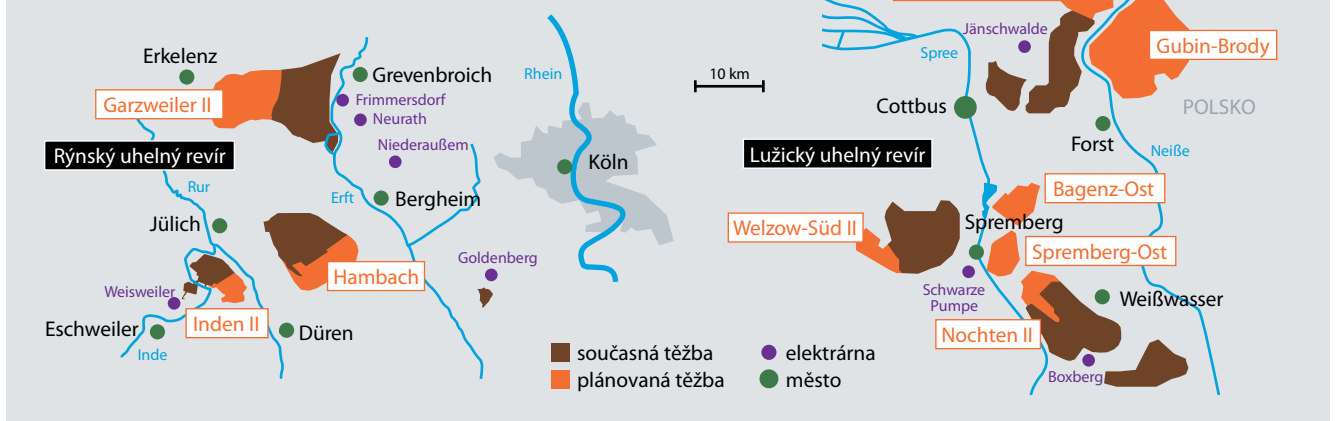 Erkelenz
Garzweiler II
Grevenbroich
Frimmersdorf
Neurath
Niederaußem
Rýnský uhelný revír
Rur
Erft
Bergheim
Jülich
Hambach
Weisweiler
Inden II
Eschweiler
Inde
Düren
Goldenberg
Rhein
Köln
10 km
Jänschwalde
Spree
Gubin-Brody
Cottbus
POLSKO
Forst
Neiße
Lužický uhelný revír
Bagenz-Ost
Welzow-Süd II
Spremberg
Spremberg-Ost
Schwarze
Pumpe
Weißwasser
Nochten II
Boxberg
současná těžba
plánovaná těžba
elektrárna
město